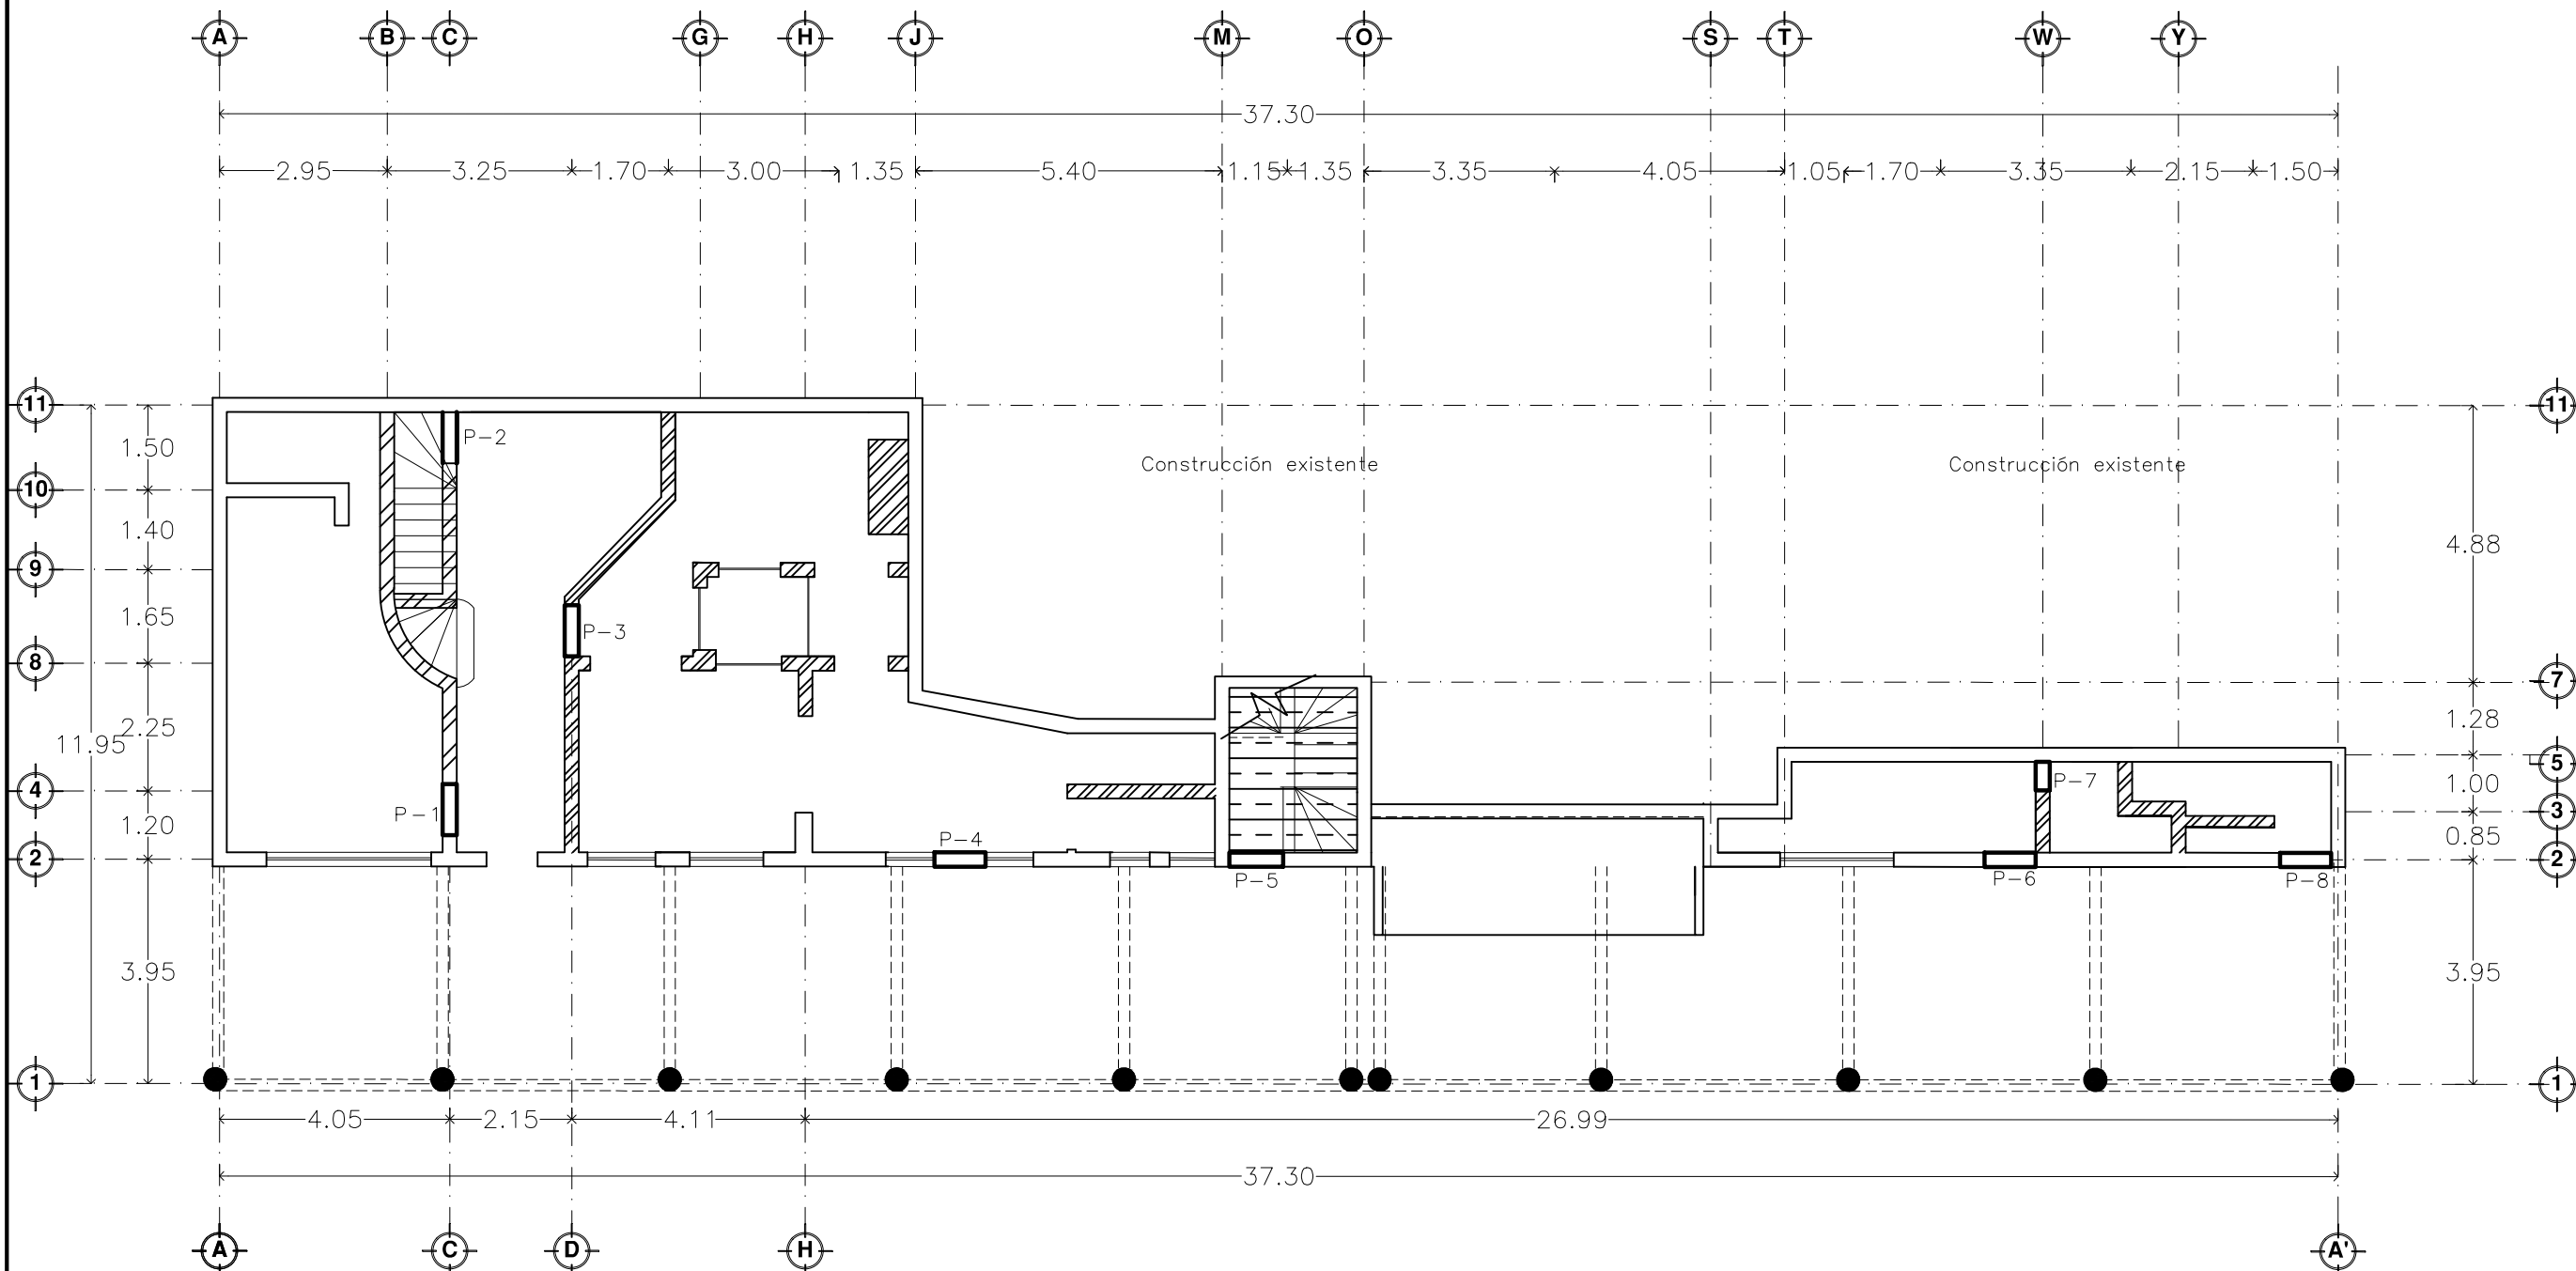 A B C G H J M O S T W Y
37.30
2.95 3.25 1.70 3.00 1.35 5.40 1.15 1.35 3.35 4.05 1.05 1.70 3.35 2.15 1.50
11 11
P-2
1.50
Construcción existente Construcción existente
10
1.40
4.88
9
1.65
P-3
8
7
2.25
1.28
11.95
5
P-7
1.00
4
P-1
3
1.20
P-4
0.85
2 2
P-5 P-6 P-8
3.95 3.95
1 1
4.05 2.15 4.11 26.99
37.30
A C D H A'